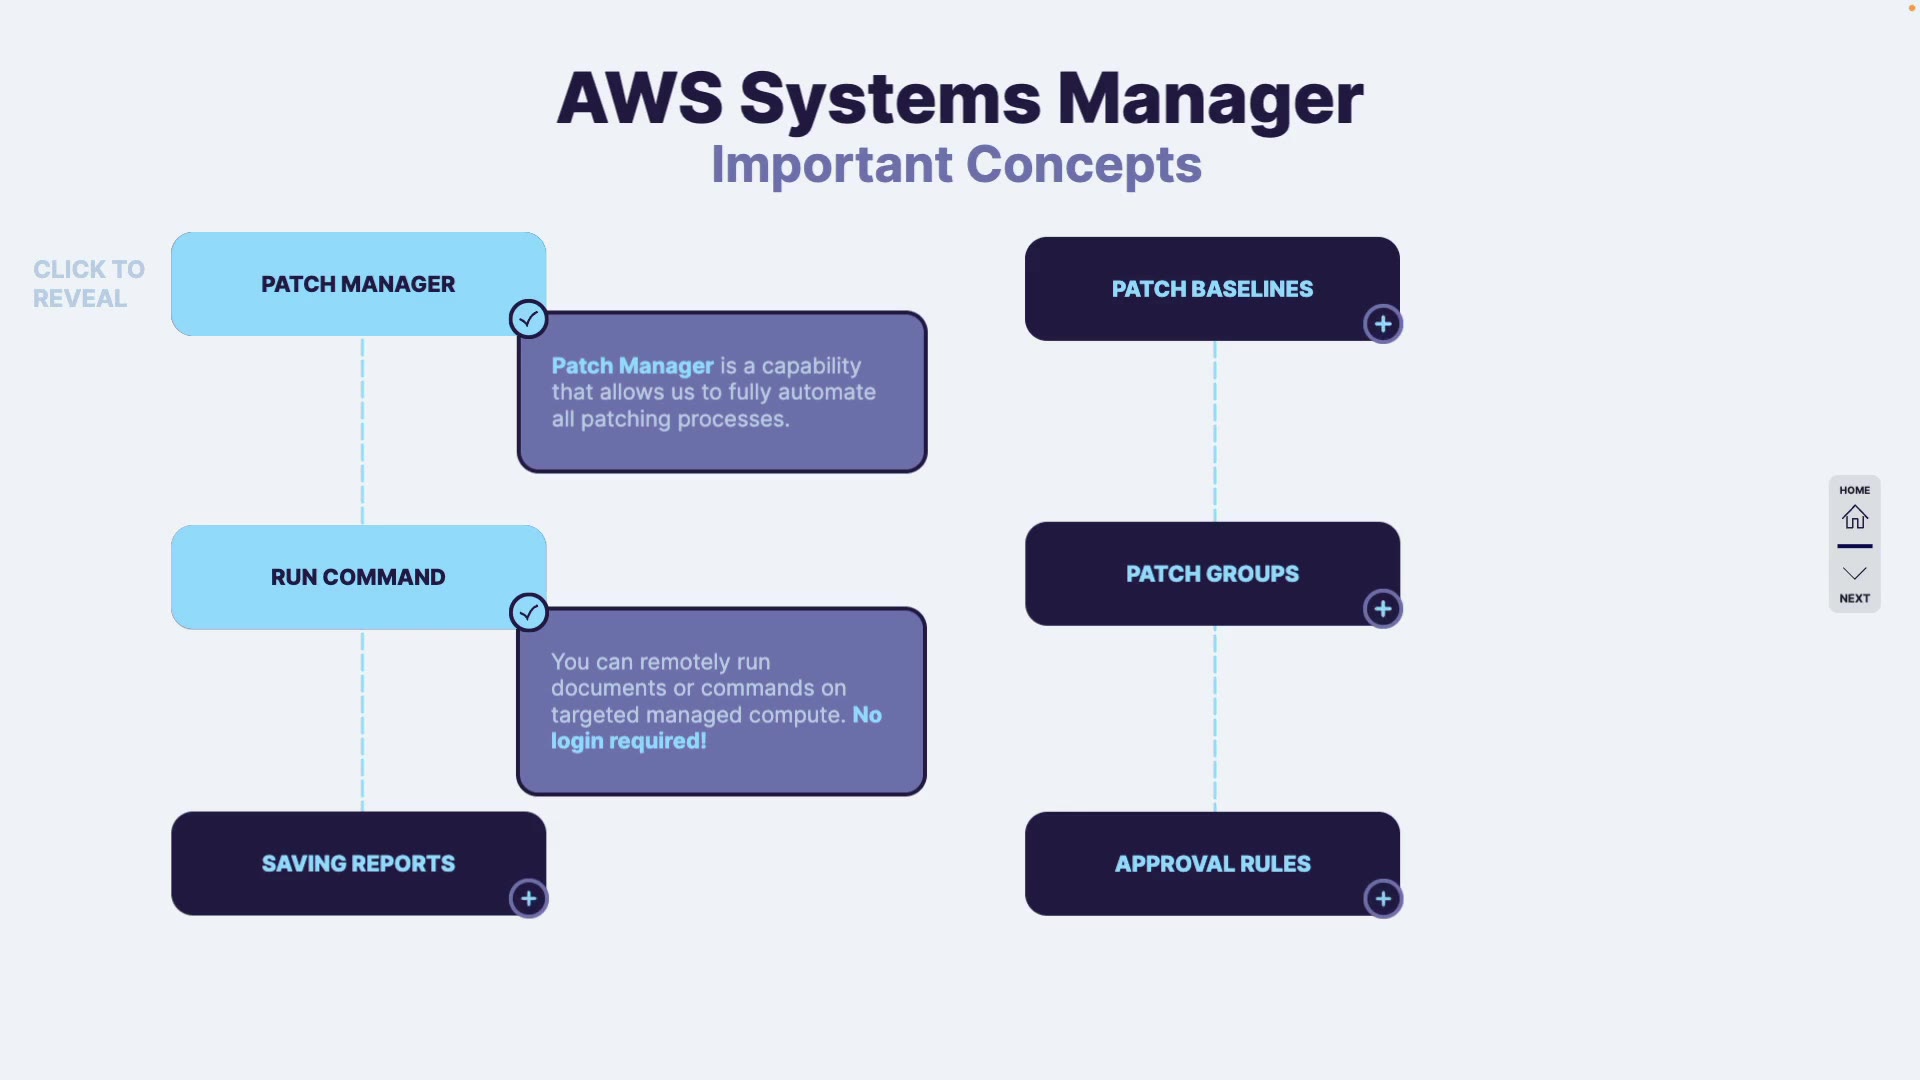 AWS Systems Manager
Important Concepts
CLICK TO
REVEAL
PATCH MANAGER
Patch Manager is a capability
that allows us to fully automate
all patching processes.
RUN COMMAND
You can remotely run
documents or commands on
targeted managed compute. No
login required!
SAVING REPORTS
PATCH BASELINES
PATCH GROUPS
APPROVAL RULES
HOME
NEXT